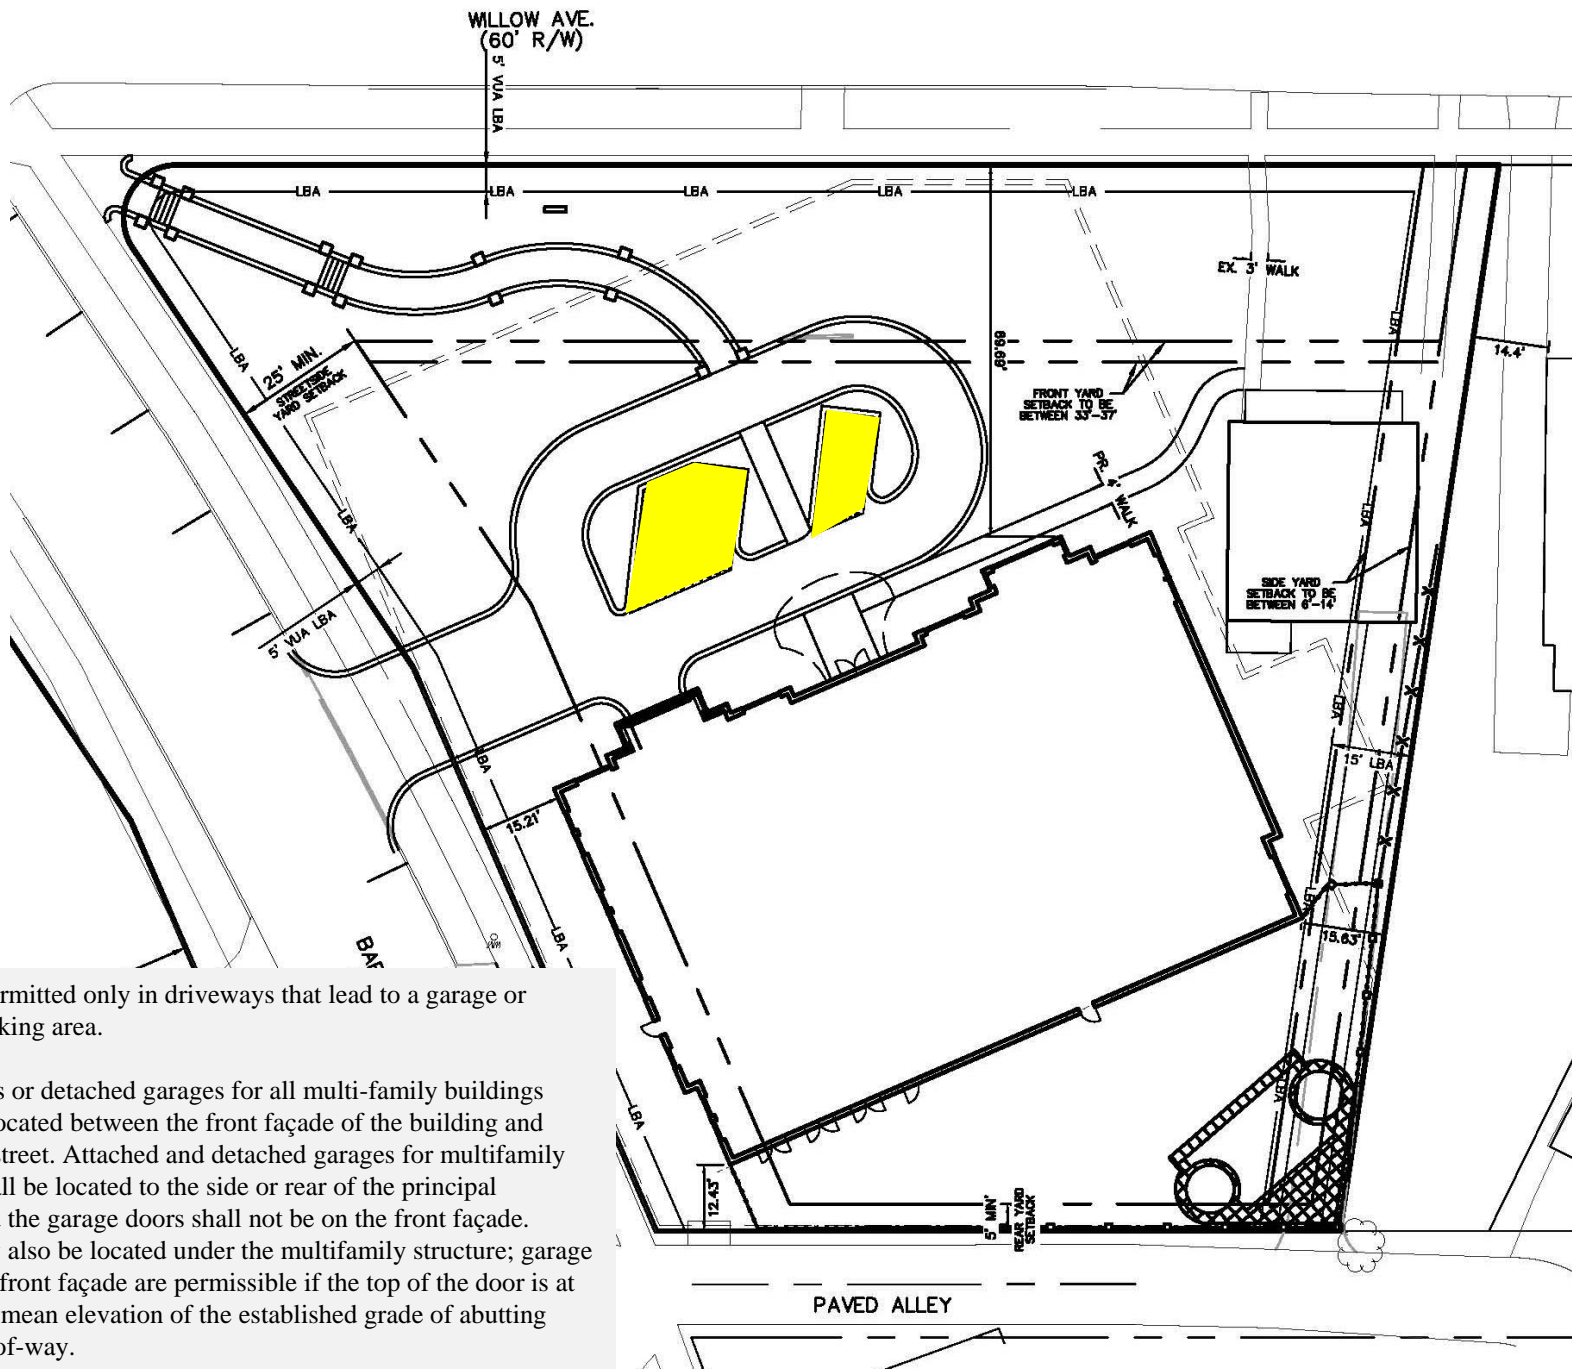 WILLOW AVE.
(60' R/W)
5' VUA LBA
LBA
LBA
LBA
LBA
LBA
EX. 3' WALK
LBA
LBA
25' MIN.
STREETSIDE
YARD SETBACK
69.69'
14.4'
FRONT YARD
SETBACK TO BE
BETWEEN 33'-37'
PR. 4' WALK
LBA
LBA
SIDE YARD
SETBACK TO BE
BETWEEN 6'-14'
5' VUA LBA
LBA
LBA
15' LBA
15.21'
LBA
15.63'
LBA
LBA
LBA
12.43'
5' MIN'
REAR YARD
SETBACK
PAVED ALLEY
only in driveways that lead to a garage or
area.
or detached garages for all multi-family buildings
between the front façade of the building and
street. Attached and detached garages for multifamily
be located to the side or rear of the principal
the garage doors shall not be on the front façade.
also be located under the multifamily structure; garage
front façade are permissible if the top of the door is at
mean elevation of the established grade of abutting
of-way.